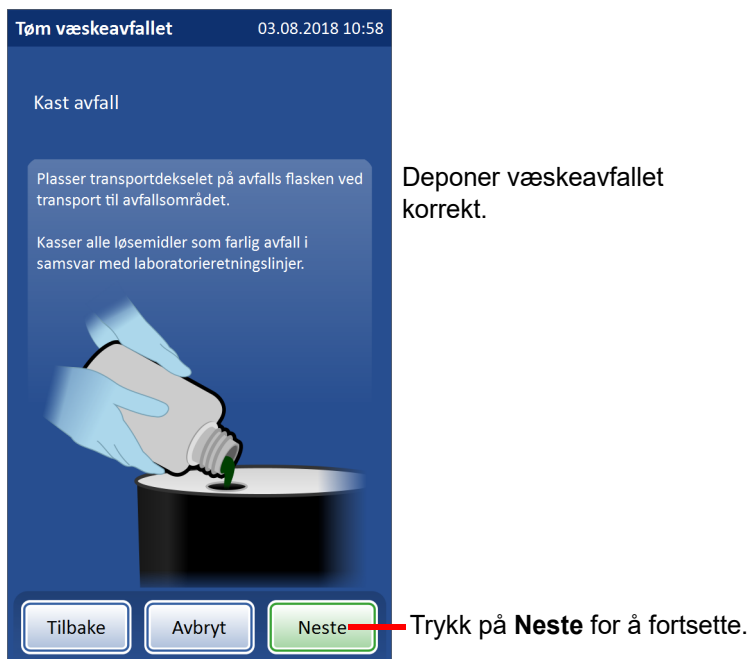 Tøm væskeavfallet 03.08.2018 10:58
Kast avfall
Plasser transportdekselet på avfalls flasken ved
transport til avfallsområdet.
Kasser alle løsemidler som farlig avfall i
samsvar med laboratorieretningslinjer.
Deponer væskeavfallet
korrekt.
Tilbake Avbryt Neste
Trykk på Neste for å fortsette.